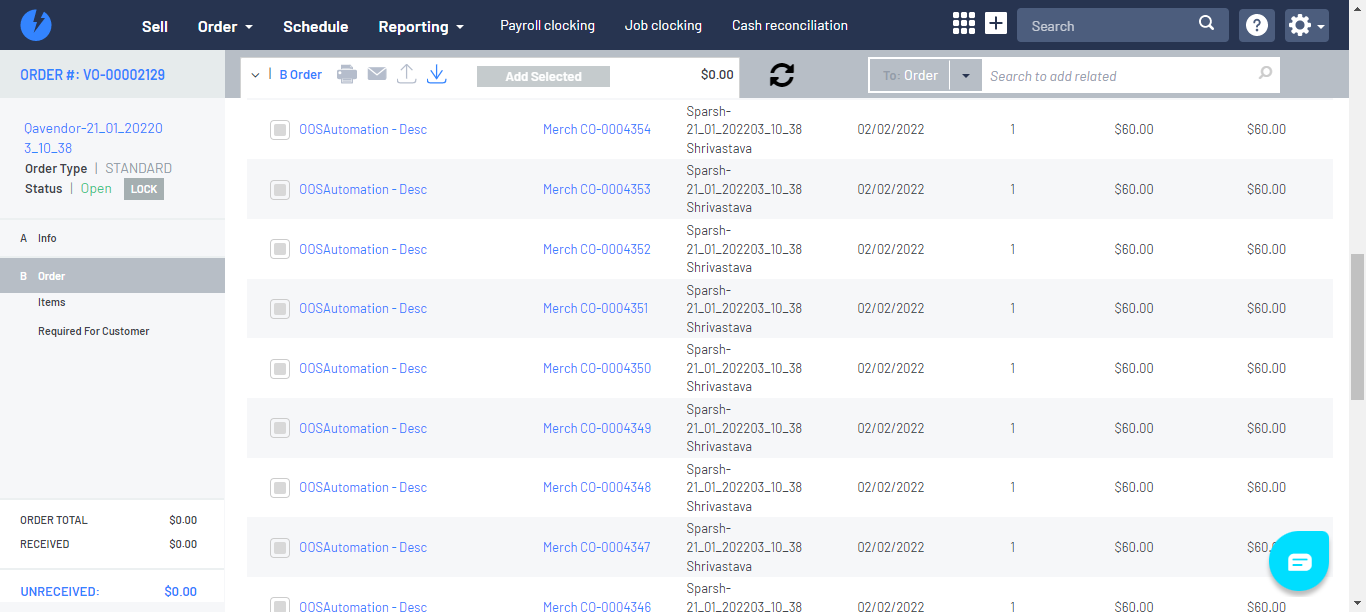 Sell Order Schedule Reporting Payroll clocking Job clocking Cash reconciliation Search
ORDER #: VO-00002129
B Order Add Selected $0.00 To: Order Search to add related
Qavendor-21_01_20220
3_10_38
Order Type | STANDARD
Status | Open LOCK
A Info
B Order
Items
Required For Customer
ORDER TOTAL $0.00
RECEIVED $0.00
UNRECEIVED: $0.00
Sparsh-
OOSAutomation - Desc Merch CO-0004354 21_01_202203_10_38 02/02/2022 1 $60.00 $60.00
Shrivastava
Sparsh-
OOSAutomation - Desc Merch CO-0004353 21_01_202203_10_38 02/02/2022 1 $60.00 $60.00
Shrivastava
Sparsh-
OOSAutomation - Desc Merch CO-0004352 21_01_202203_10_38 02/02/2022 1 $60.00 $60.00
Shrivastava
Sparsh-
OOSAutomation - Desc Merch CO-0004351 21_01_202203_10_38 02/02/2022 1 $60.00 $60.00
Shrivastava
Sparsh-
OOSAutomation - Desc Merch CO-0004350 21_01_202203_10_38 02/02/2022 1 $60.00 $60.00
Shrivastava
Sparsh-
OOSAutomation - Desc Merch CO-0004349 21_01_202203_10_38 02/02/2022 1 $60.00 $60.00
Shrivastava
Sparsh-
OOSAutomation - Desc Merch CO-0004348 21_01_202203_10_38 02/02/2022 1 $60.00 $60.00
Shrivastava
Sparsh-
OOSAutomation - Desc Merch CO-0004347 21_01_202203_10_38 02/02/2022 1 $60.00 $60.
Shrivastava
Sparsh-
OOSAutomation - Desc Merch CO-0004346 21_01_202203_10_38 02/02/2022 1 $60.00 $60.00